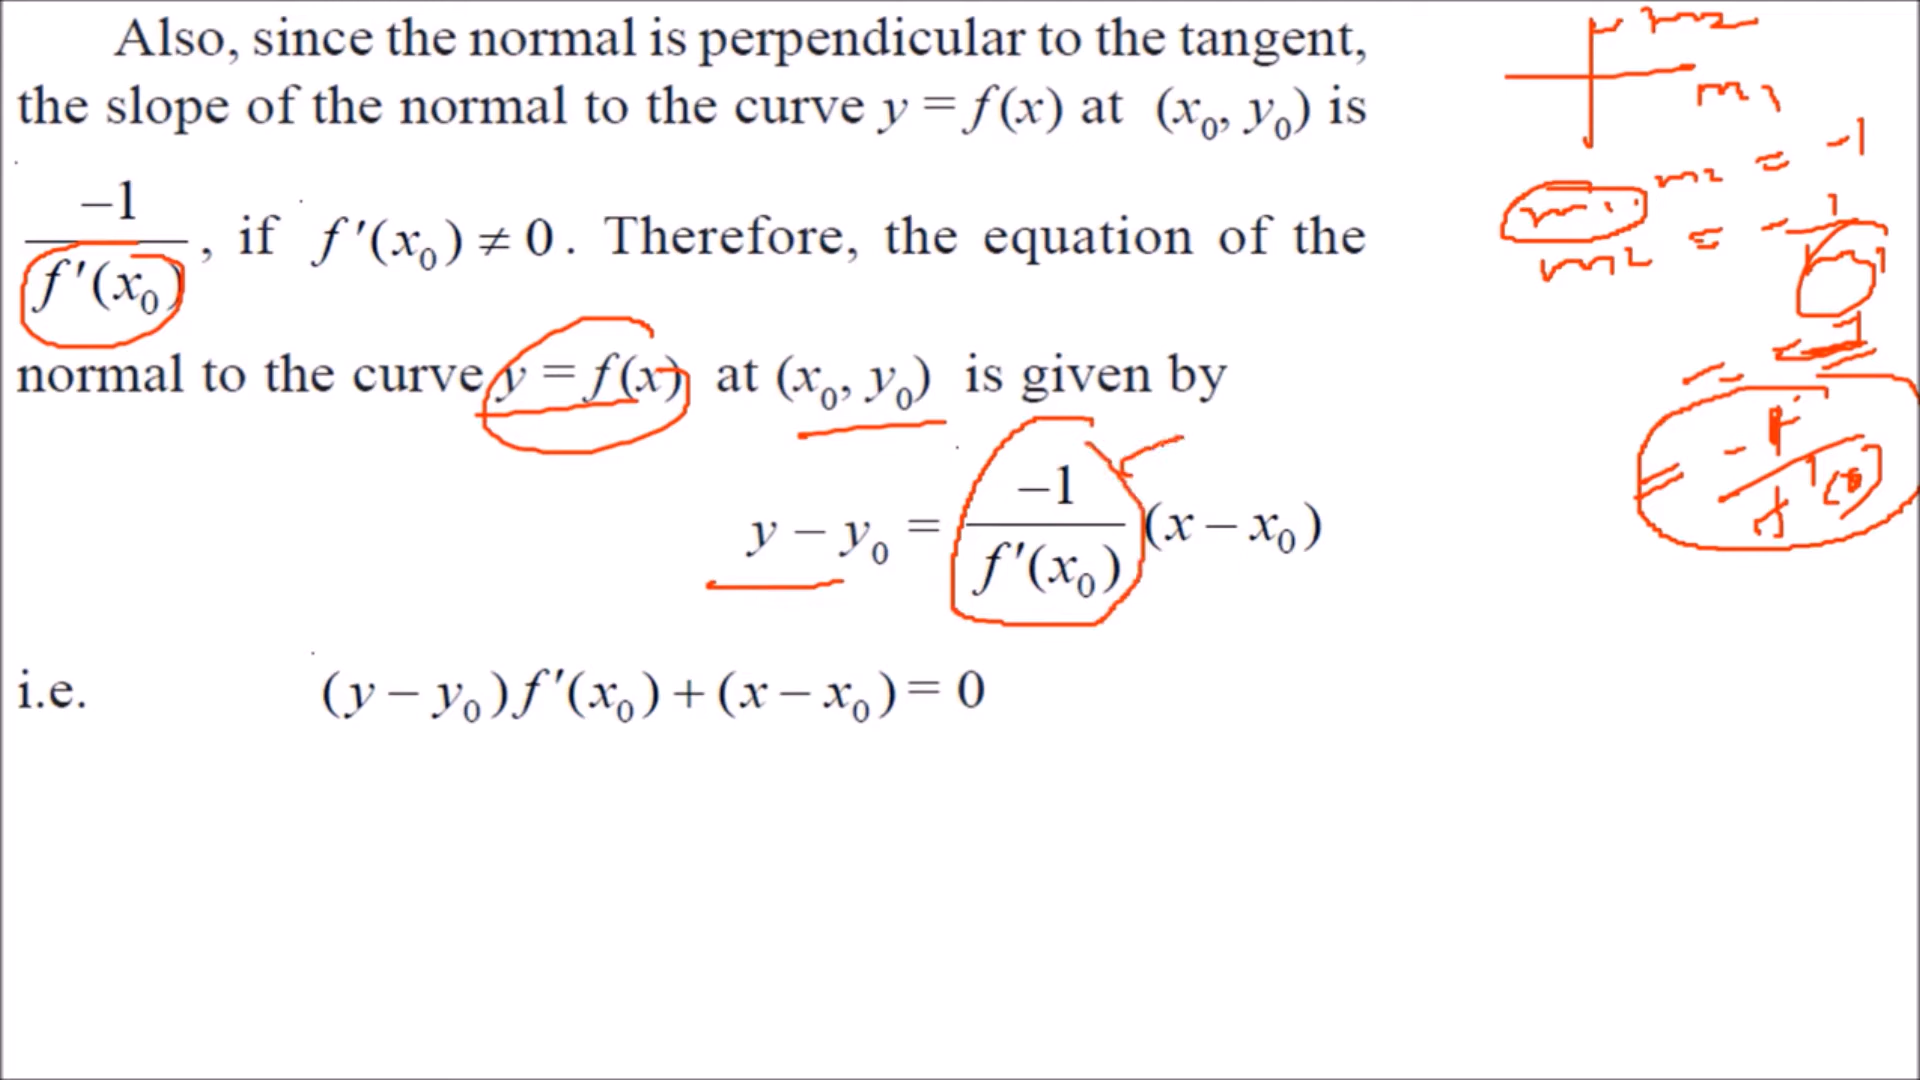 Also, since the normal is perpendicular to the tangent,
the slope of the normal to the curve y = f(x) at (x₀, y₀) is
−1/f′(x₀), if f′(x₀) ≠ 0. Therefore, the equation of the
normal to the curve y = f(x) at (x₀, y₀) is given by
y − y₀ = −1/f′(x₀) (x − x₀)
i.e. (y − y₀) f′(x₀) + (x − x₀) = 0
m2
m1
m2 = -1
m2 = -1